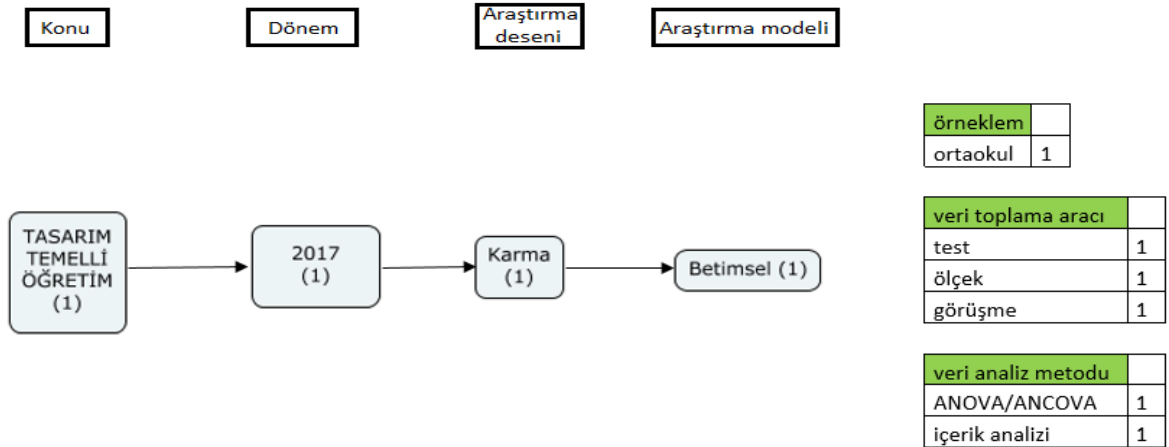 Konu
Dönem
Araştırma
deseni
Araştırma modeli
TASARIM
TEMELLİ
ÖĞRETİM
(1)
2017
(1)
Karma
(1)
Betimsel (1)
örneklem
ortaokul 1
veri toplama aracı
test 1
ölçek 1
görüşme 1
veri analiz metodu
ANOVA/ANCOVA 1
içerik analizi 1